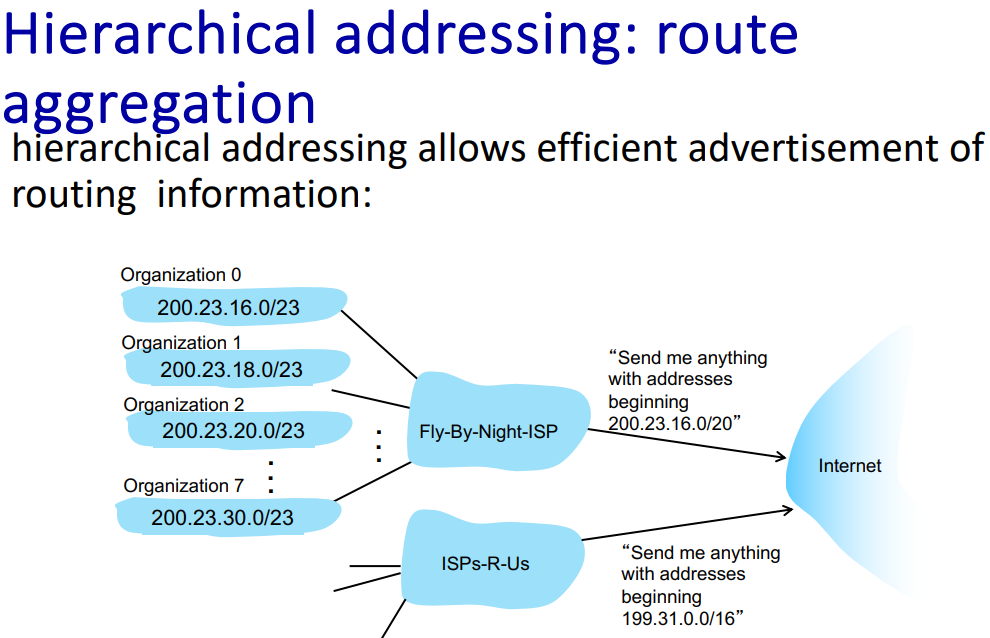 Hierarchical addressing: route
aggregation
hierarchical addressing allows efficient advertisement of
routing information:
Organization 0
200.23.16.0/23
Organization 1
200.23.18.0/23
Organization 2
200.23.20.0/23
Organization 7
200.23.30.0/23
Fly-By-Night-ISP
“Send me anything
with addresses
beginning
200.23.16.0/20”
Internet
ISPs-R-Us
“Send me anything
with addresses
beginning
199.31.0.0/16”